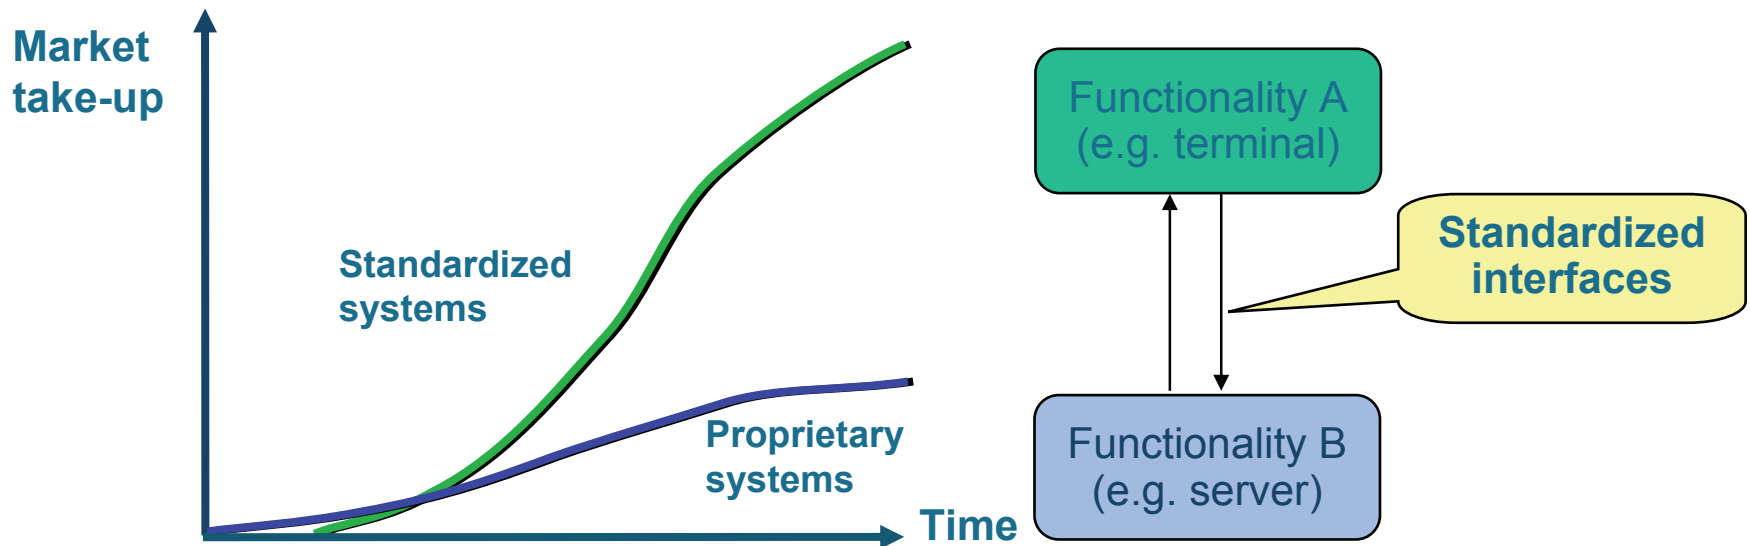 Market
take-up
Standardized
systems
Proprietary
systems
Time
Functionality A
(e.g. terminal)
Standardized
interfaces
Functionality B
(e.g. server)